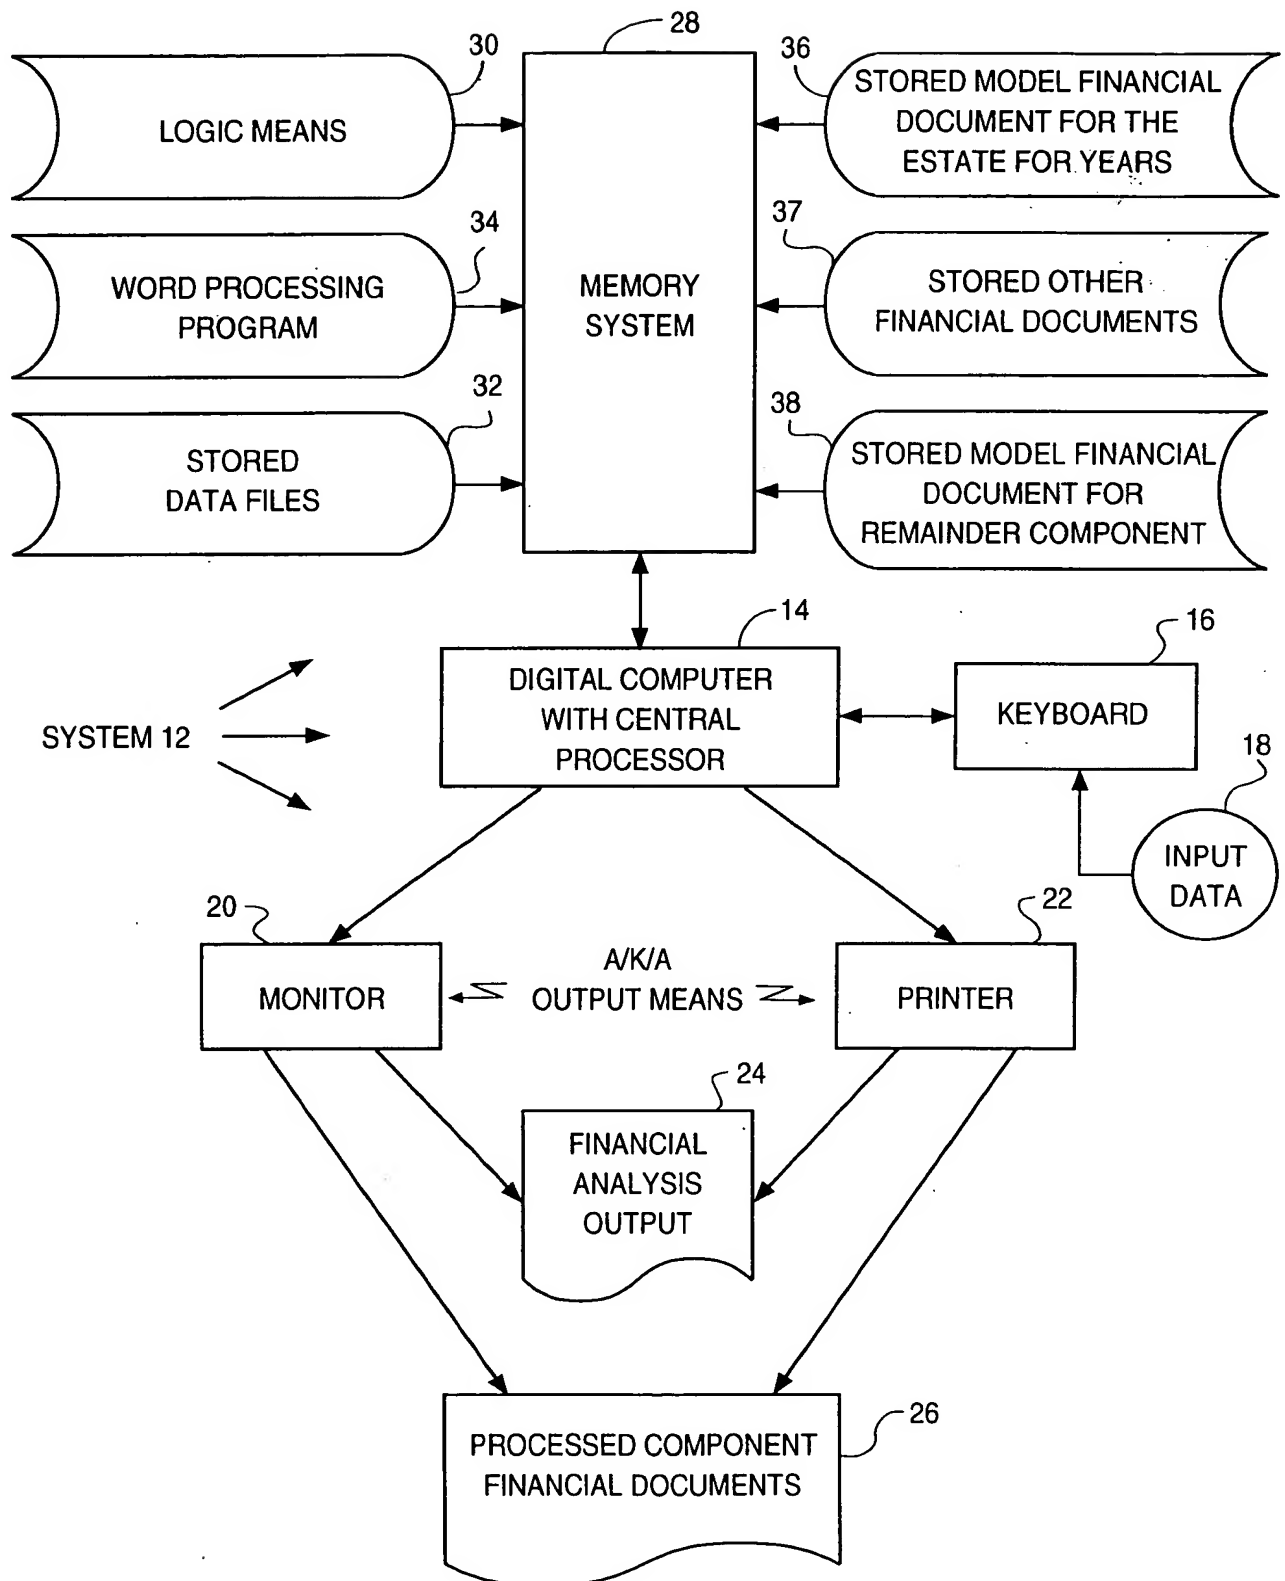 28
30
LOGIC MEANS
36
STORED MODEL FINANCIAL
DOCUMENT FOR THE
ESTATE FOR YEARS
34
WORD PROCESSING
PROGRAM
MEMORY
SYSTEM
37
STORED OTHER
FINANCIAL DOCUMENTS
32
STORED
DATA FILES
38
STORED MODEL FINANCIAL
DOCUMENT FOR
REMAINDER COMPONENT
SYSTEM 12
14
DIGITAL COMPUTER
WITH CENTRAL
PROCESSOR
16
KEYBOARD
18
INPUT
DATA
20
MONITOR
A/K/A
OUTPUT MEANS
22
PRINTER
24
FINANCIAL
ANALYSIS
OUTPUT
26
PROCESSED COMPONENT
FINANCIAL DOCUMENTS